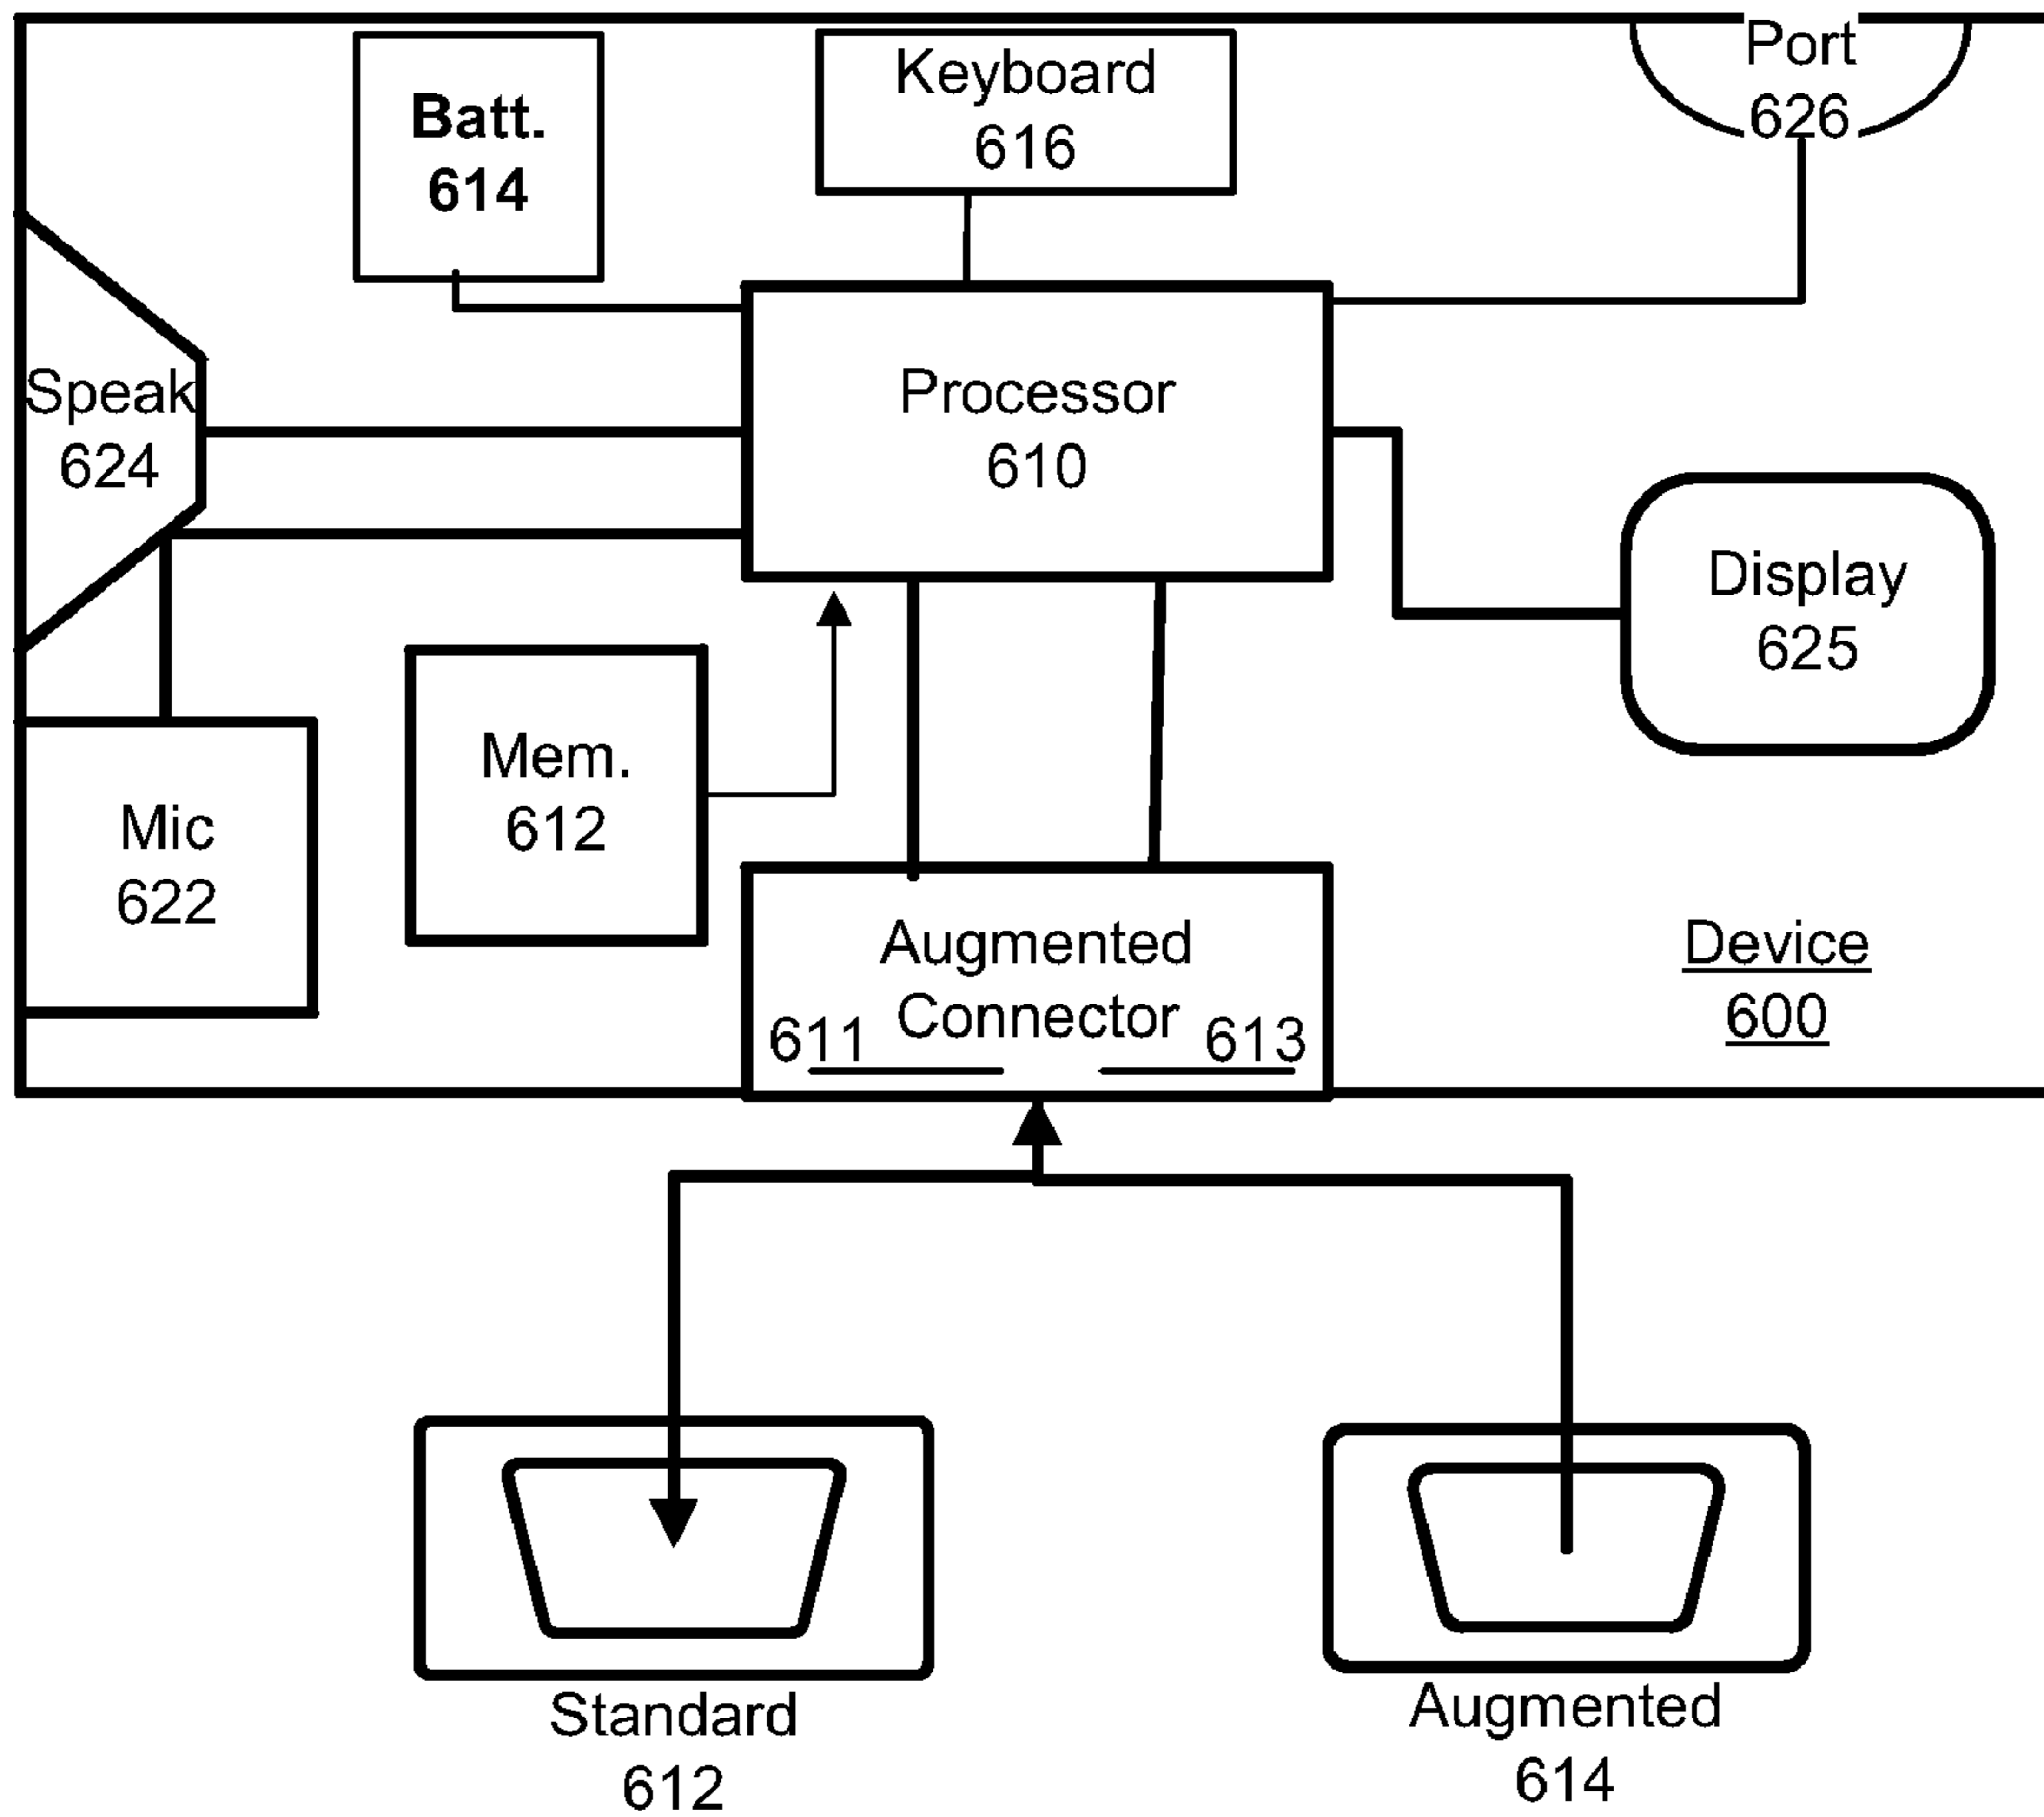 Batt.
614
Keyboard
616
Port
626
Speak
624
Processor
610
Display
625
Mic
622
Mem.
612
Augmented
Connector
611
613
Device
600
Standard
612
Augmented
614